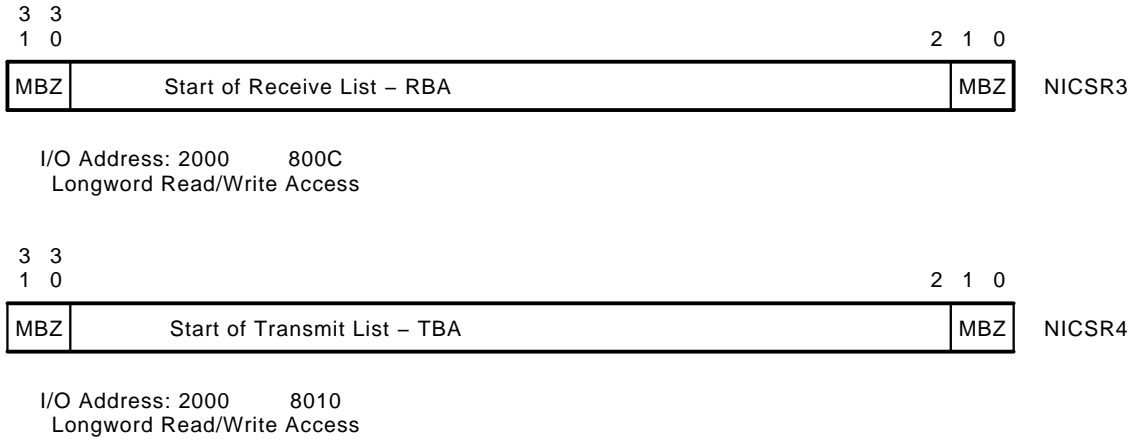 3 3
1 0 2 1 0
MBZ Start of Receive List – RBA MBZ NICSR3
I/O Address: 2000 800C
Longword Read/Write Access
3 3
1 0 2 1 0
MBZ Start of Transmit List – TBA MBZ NICSR4
I/O Address: 2000 8010
Longword Read/Write Access